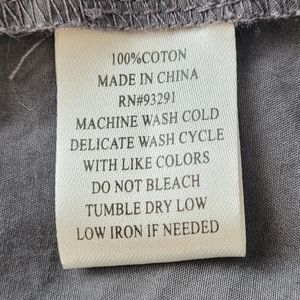 100%COTON
MADE IN CHINA
RN#93291
MACHINE WASH COLD
DELICATE WASH CYCLE
WITH LIKE COLORS
DO NOT BLEACH
TUMBLE DRY LOW
LOW IRON IF NEEDED